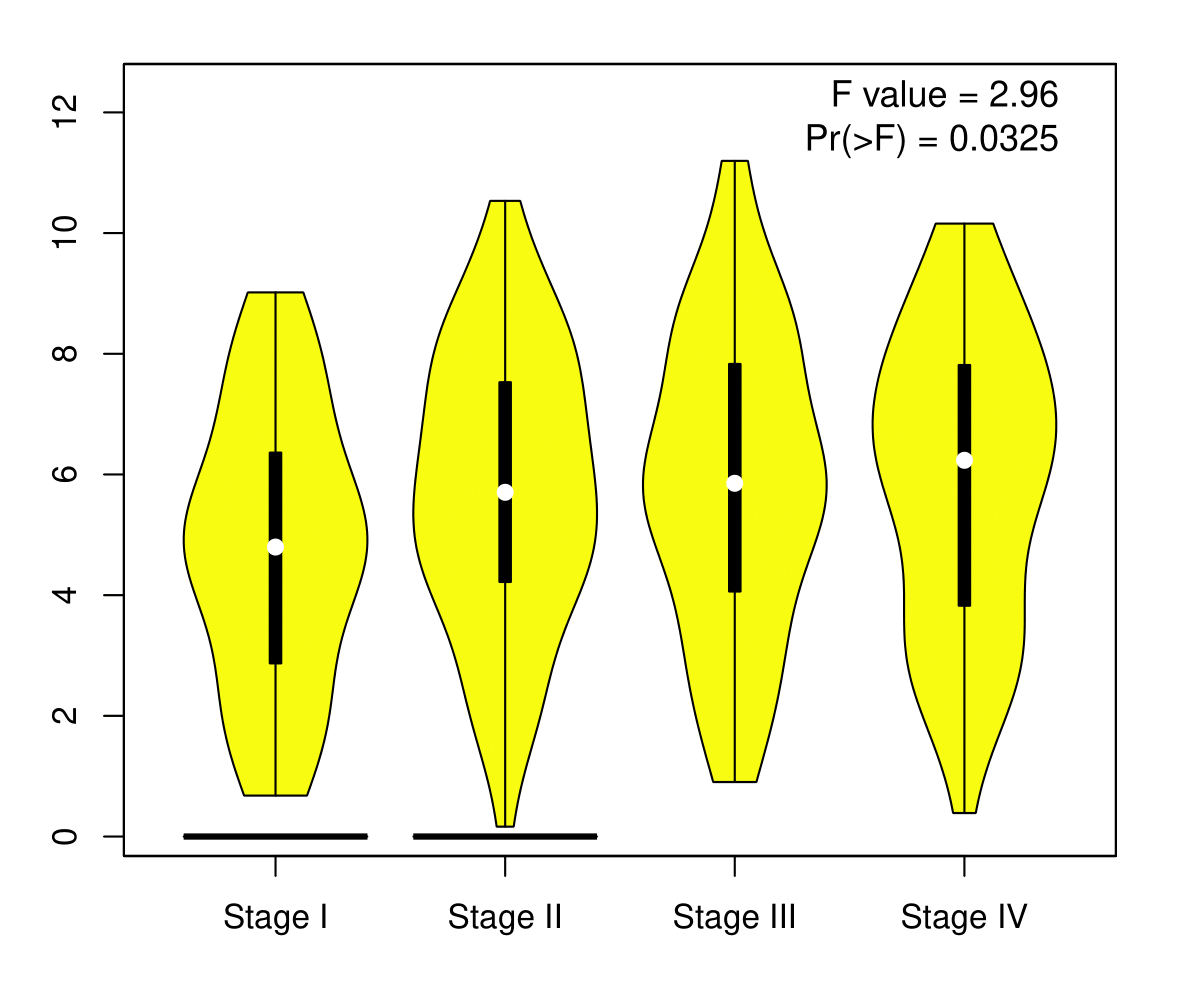 F value = 2.96
Pr(>F) = 0.0325
12
10
8
6
4
2
0
Stage I
Stage II
Stage III
Stage IV